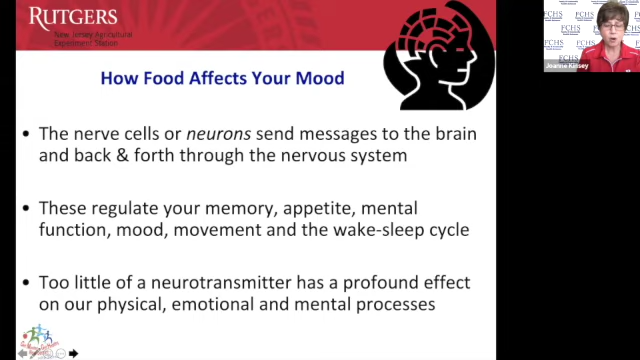 RUTGERS
New Jersey Agricultural
Experiment Station
How Food Affects Your Mood
• The nerve cells or neurons send messages to the brain
and back & forth through the nervous system
• These regulate your memory, appetite, mental
function, mood, movement and the wake-sleep cycle
• Too little of a neurotransmitter has a profound effect
on our physical, emotional and mental processes
FCHS
FCHS
FCHS
Joanne Kinsey